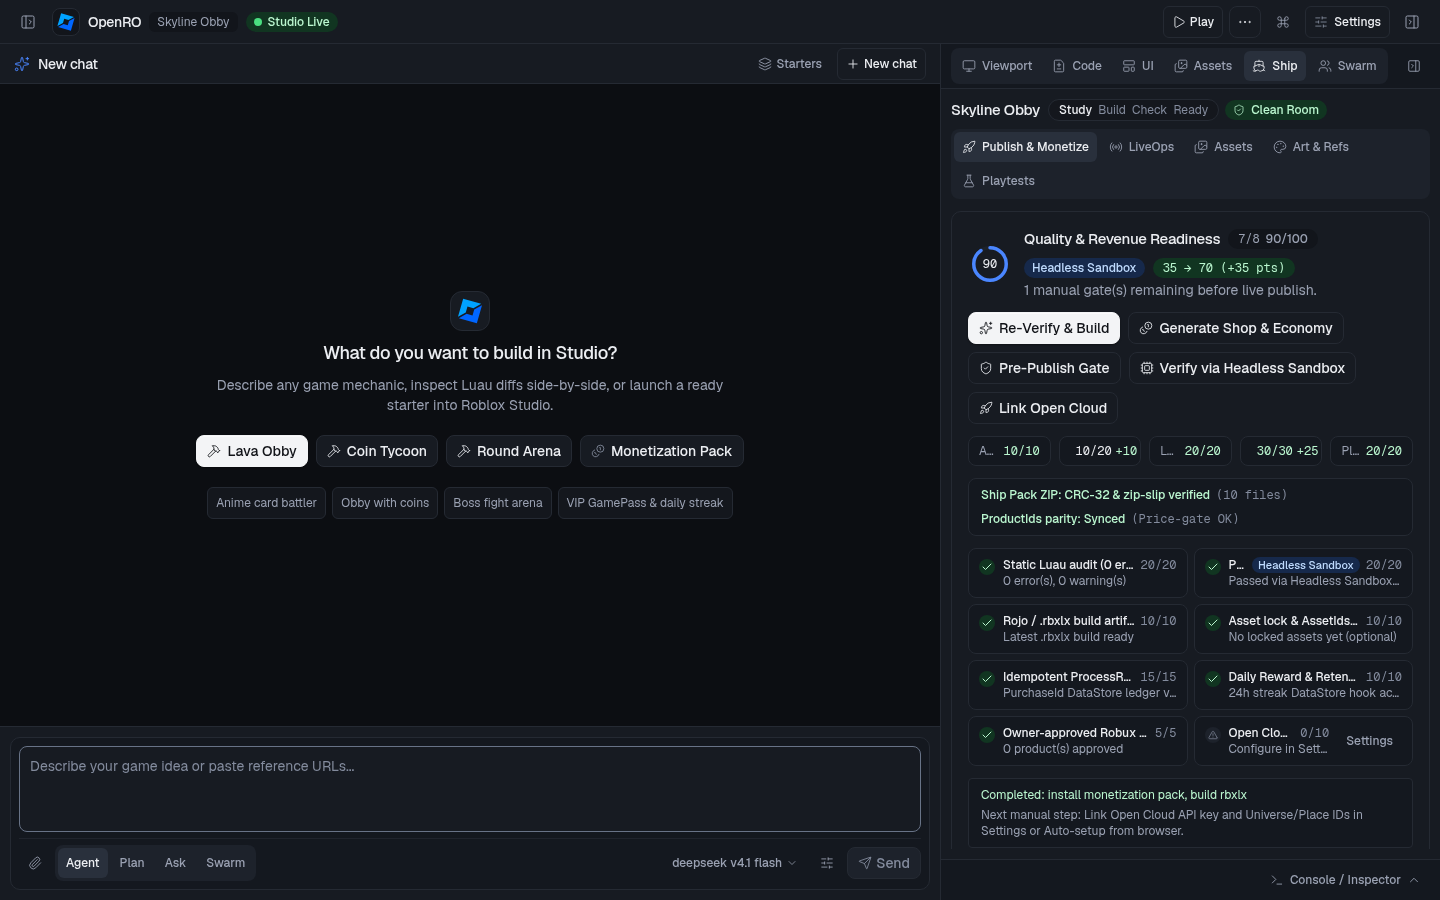 OpenRO Skyline Obby Studio Live
Play
Settings
New chat
Starters
New chat
Viewport Code UI Assets Ship Swarm
Skyline Obby Study Build Check Ready Clean Room
Publish & Monetize LiveOps Assets Art & Refs
Playtests
Quality & Revenue Readiness 7/8 90/100
90
Headless Sandbox 35 → 70 (+35 pts)
1 manual gate(s) remaining before live publish.
Re-Verify & Build Generate Shop & Economy
Pre-Publish Gate Verify via Headless Sandbox
Link Open Cloud
A... 10/10 10/20 +10 L... 20/20 30/30 +25 Pl... 20/20
Ship Pack ZIP: CRC-32 & zip-slip verified (10 files)
ProductIds parity: Synced (Price-gate OK)
Static Luau audit (0 er... 20/20
0 error(s), 0 warning(s)
P... Headless Sandbox 20/20
Passed via Headless Sandbox...
Rojo / .rbxlx build artif... 10/10
Latest .rbxlx build ready
Asset lock & AssetIds... 10/10
No locked assets yet (optional)
Idempotent ProcessR... 15/15
PurchaseId DataStore ledger v...
Daily Reward & Reten... 10/10
24h streak DataStore hook ac...
Owner-approved Robux ... 5/5
0 product(s) approved
Open Clo... 0/10
Configure in Sett...
Settings
Completed: install monetization pack, build rbxlx
Next manual step: Link Open Cloud API key and Universe/Place IDs in
Settings or Auto-setup from browser.
Console / Inspector
What do you want to build in Studio?
Describe any game mechanic, inspect Luau diffs side-by-side, or launch a ready
starter into Roblox Studio.
Lava Obby Coin Tycoon Round Arena Monetization Pack
Anime card battler Obby with coins Boss fight arena VIP GamePass & daily streak
Describe your game idea or paste reference URLs...
Agent Plan Ask Swarm
deepseek v4.1 flash
Send